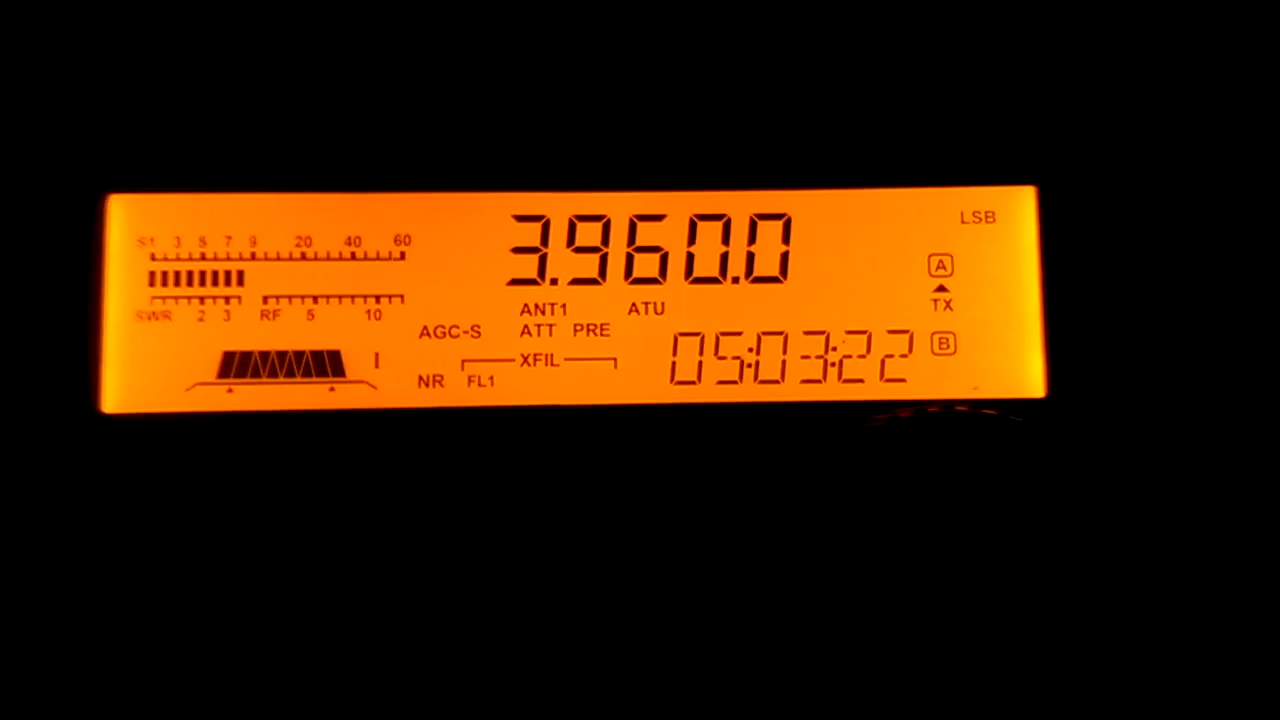 S1 3 5 7 9 20 40 60
3.960.0
LSB
A
SWR 2 3 RF 5 10
ANT1 ATU
TX
AGC-S ATT PRE
05:03:22 B
XFIL
NR FL1
I